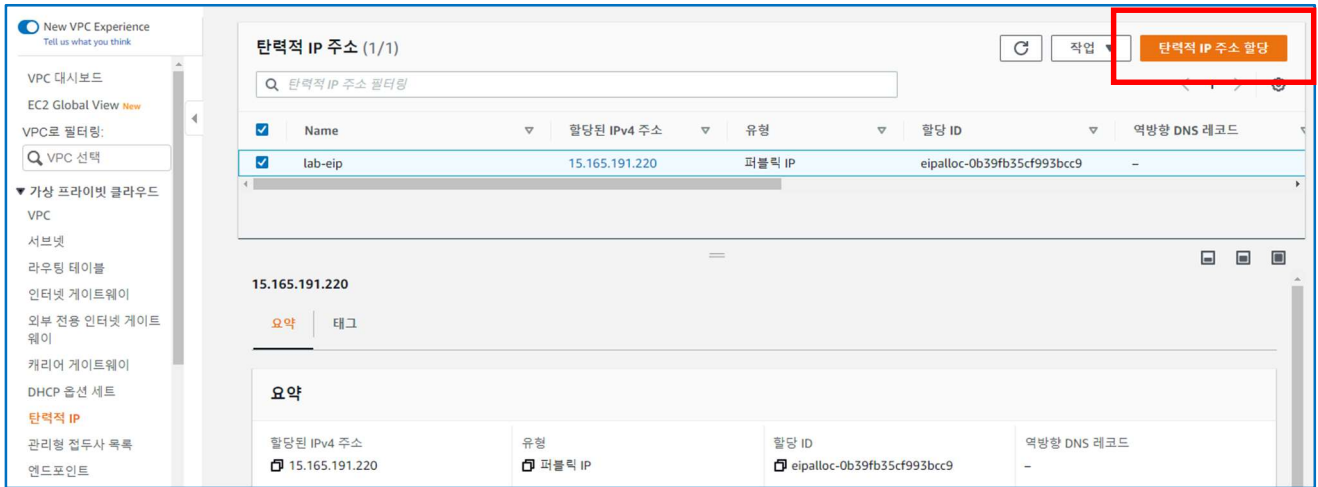 New VPC Experience
Tell us what you think
VPC 대시보드
EC2 Global View New
VPC로 필터링:
VPC 선택
가상 프라이빗 클라우드
VPC
서브넷
라우팅 테이블
인터넷 게이트웨이
외부 전용 인터넷 게이트
웨이
캐리어 게이트웨이
DHCP 옵션 세트
탄력적 IP
관리형 접두사 목록
엔드포인트
탄력적 IP 주소 (1/1)
작업
탄력적 IP 주소 할당
탄력적 IP 주소 필터링
1
Name 할당된 IPv4 주소 유형 할당 ID 역방향 DNS 레코드
lab-eip 15.165.191.220 퍼블릭 IP eipalloc-0b39fb35cf993bcc9 –
15.165.191.220
요약 태그
요약
할당된 IPv4 주소 유형 할당 ID 역방향 DNS 레코드
15.165.191.220 퍼블릭 IP eipalloc-0b39fb35cf993bcc9 –